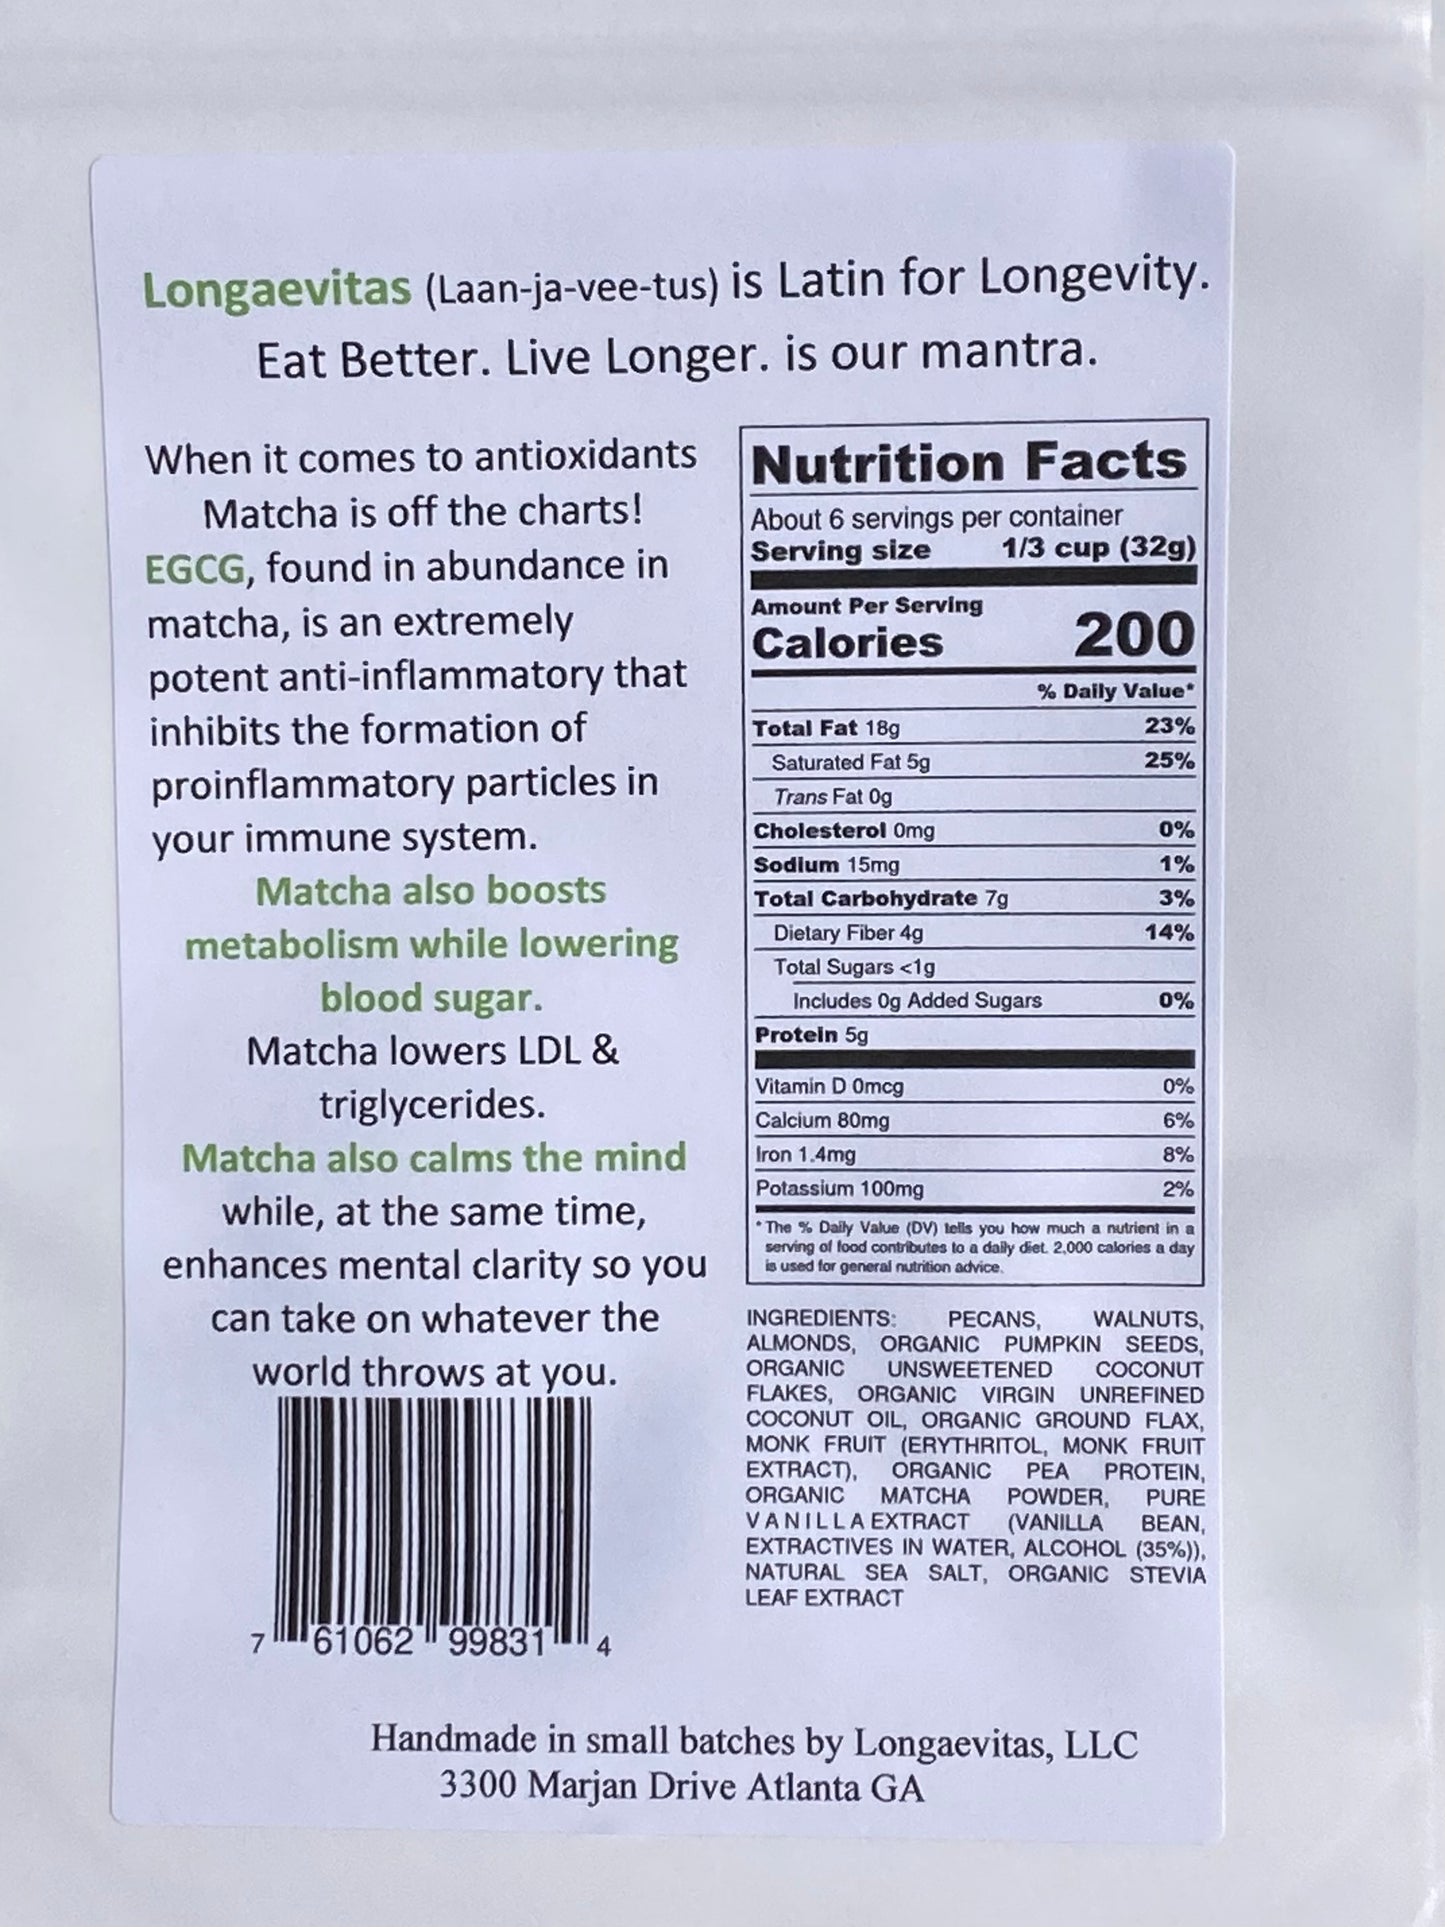 Longaevitas (Laan-ja-vee-tus) is Latin for Longevity.
Eat Better. Live Longer. is our mantra.
When it comes to antioxidants
Matcha is off the charts!
EGCG, found in abundance in
matcha, is an extremely
potent anti-inflammatory that
inhibits the formation of
proinflammatory particles in
your immune system.
Matcha also boosts
metabolism while lowering
blood sugar.
Matcha lowers LDL &
triglycerides.
Matcha also calms the mind
while, at the same time,
enhances mental clarity so you
can take on whatever the
world throws at you.
7 61062 99831 4
Nutrition Facts
About 6 servings per container
Serving size 1/3 cup (32g)
Amount Per Serving
Calories 200
% Daily Value*
Total Fat 18g 23%
Saturated Fat 5g 25%
Trans Fat 0g
Cholesterol 0mg 0%
Sodium 15mg 1%
Total Carbohydrate 7g 3%
Dietary Fiber 4g 14%
Total Sugars <1g
Includes 0g Added Sugars 0%
Protein 5g
Vitamin D 0mcg 0%
Calcium 80mg 6%
Iron 1.4mg 8%
Potassium 100mg 2%
* The % Daily Value (DV) tells you how much a nutrient in a
serving of food contributes to a daily diet. 2,000 calories a day
is used for general nutrition advice.
INGREDIENTS: PECANS, WALNUTS,
ALMONDS, ORGANIC PUMPKIN SEEDS,
ORGANIC UNSWEETENED COCONUT
FLAKES, ORGANIC VIRGIN UNREFINED
COCONUT OIL, ORGANIC GROUND FLAX,
MONK FRUIT (ERYTHRITOL, MONK FRUIT
EXTRACT), ORGANIC PEA PROTEIN,
ORGANIC MATCHA POWDER, PURE
VANILLA EXTRACT (VANILLA BEAN,
EXTRACTIVES IN WATER, ALCOHOL (35%)),
NATURAL SEA SALT, ORGANIC STEVIA
LEAF EXTRACT
Handmade in small batches by Longaevitas, LLC
3300 Marjan Drive Atlanta GA